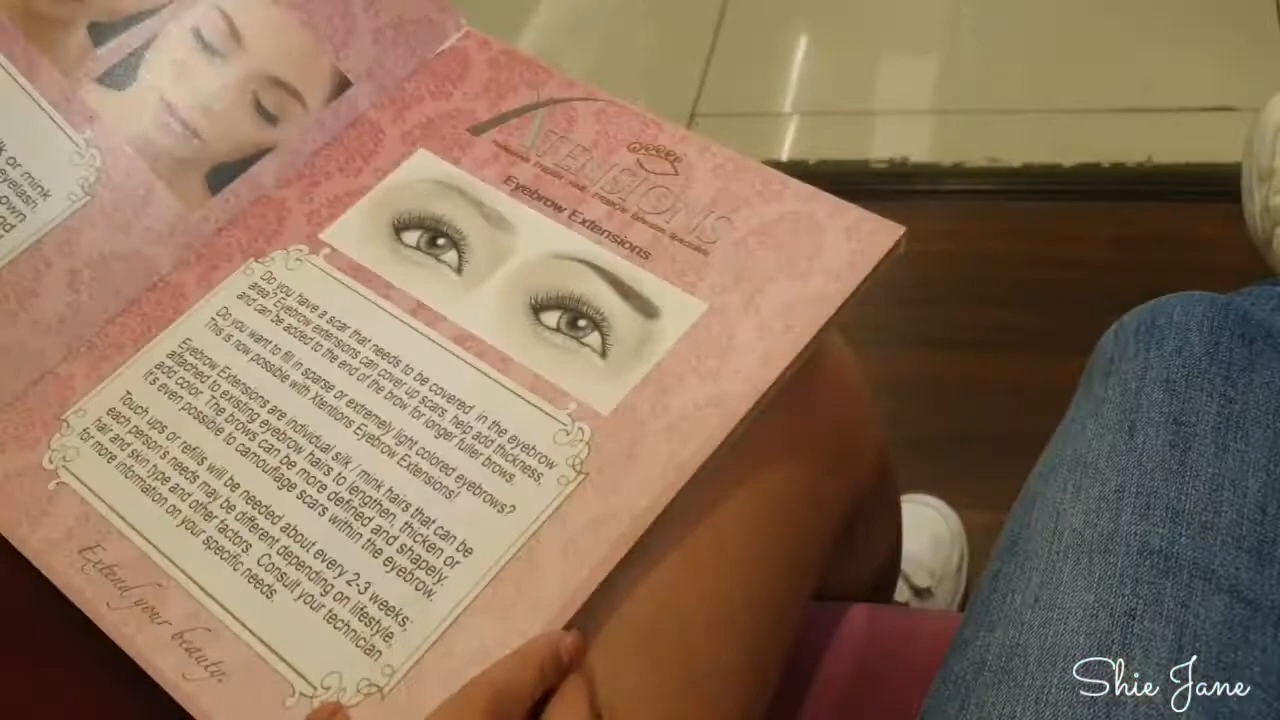 lk or mink
eyelash
own
nd
XTENSIONS
Eyebrow Extensions
Do you have a scar that needs to be covered in the eyebrow
area? Eyebrow extensions can cover up scars, help add thickness,
and can be added to the end of the brow for longer fuller brows.
Do you want to fill in sparse or extremely light colored eyebrows?
This is now possible with Xtentions Eyebrow Extensions!
Eyebrow Extensions are individual silk / mink hairs that can be
attached to existing eyebrow hairs to lengthen, thicken or
add color. The brows can be more defined and shapely.
It's even possible to camouflage scars within the eyebrow.
Touch ups or refills will be needed about every 2-3 weeks,
each person's needs may be different depending on lifestyle,
hair and skin type and other factors. Consult your technician
for more information on your specific needs.
Extend your beauty.
Shie Jane